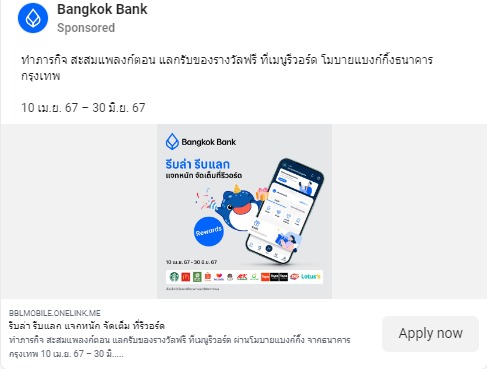 Bangkok Bank
Sponsored
ทำภารกิจ สะสมแพลงก์ตอน แลกรับของรางวัลฟรี ที่เมนูรีวอร์ด โมบายแบงก์กิ้งธนาคาร
กรุงเทพ
10 เม.ย. 67 – 30 มิ.ย. 67
Bangkok Bank
รีบล่า รีบแลก
แจกหนัก จัดเต็มที่รีวอร์ด
Rewards
10 เม.ย. 67 - 30 มิ.ย. 67
Lotus's
BBLMOBILE.ONELINK.ME
รีบล่า รีบแลก แจกหนัก จัดเต็ม ที่รีวอร์ด
ทำภารกิจ สะสมแพลงก์ตอน แลกรับของรางวัลฟรี ที่เมนูรีวอร์ด ผ่านโมบายแบงก์กิ้ง จากธนาคาร
กรุงเทพ 10 เม.ย. 67 – 30 มิ.....
Apply now